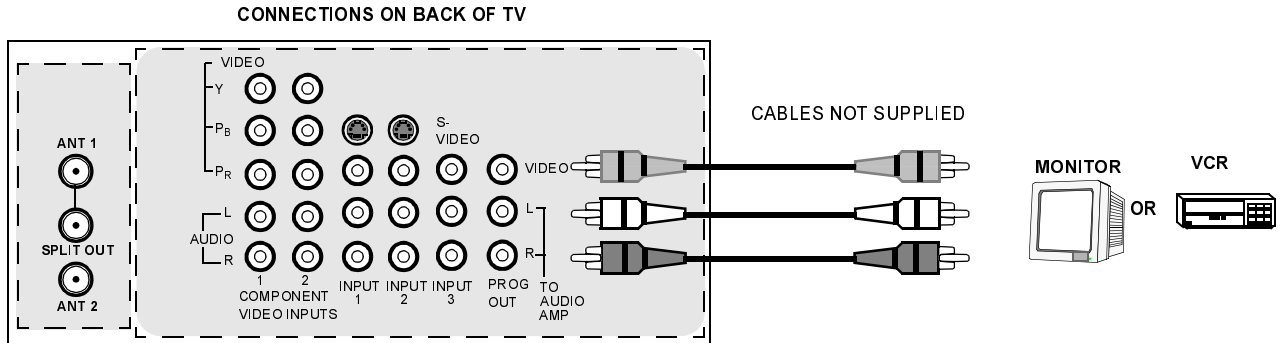 CONNECTIONS ON BACK OF TV
ANT 1
SPLIT OUT
ANT 2
VIDEO
Y
PB
PR
L
AUDIO
R
S-
VIDEO
VIDEO
L
R
1
2
COMPONENT
VIDEO INPUTS
INPUT
1
INPUT
2
INPUT
3
PROG
OUT
TO
AUDIO
AMP
CABLES NOT SUPPLIED
MONITOR
OR
VCR